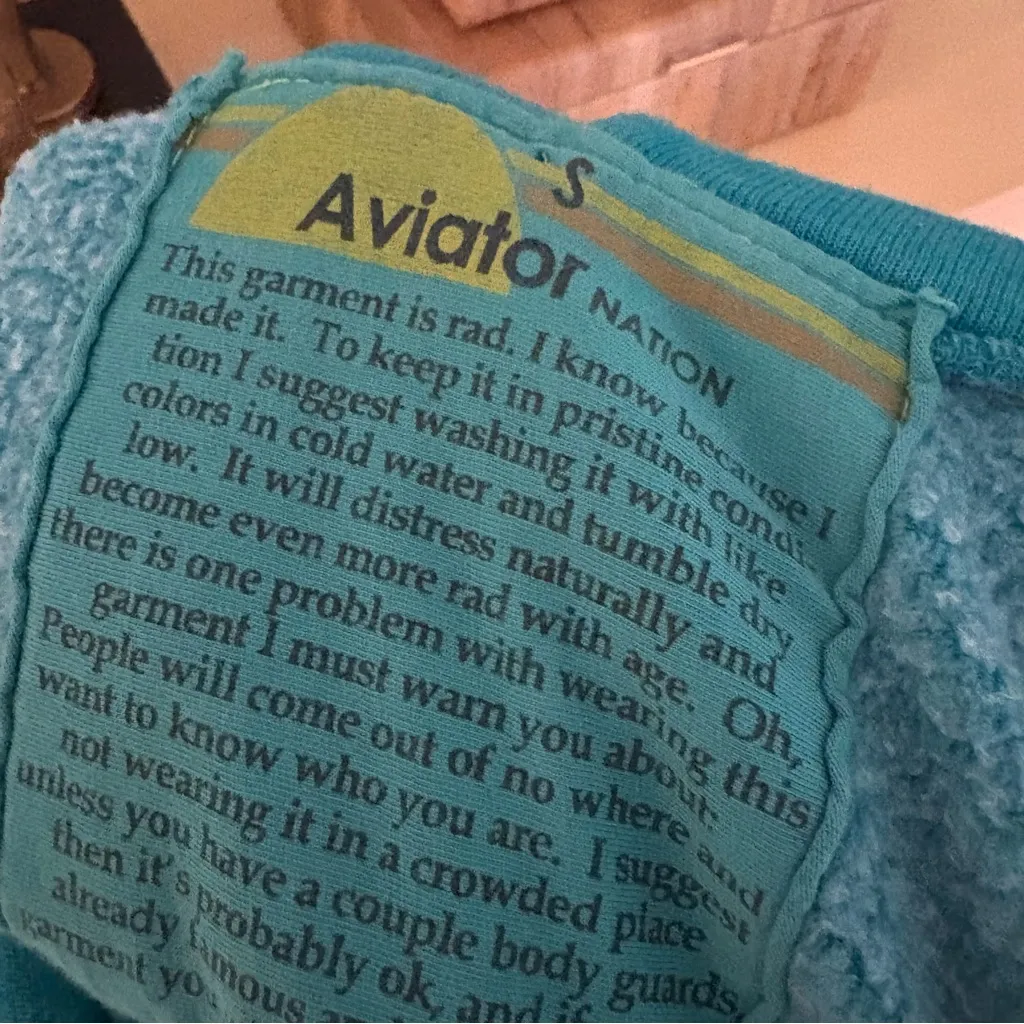 S
Aviator NATION
This garment is rad. I know because I
made it. To keep it in pristine condi-
tion I suggest washing it with like
colors in cold water and tumble dry
low. It will distress naturally and
become even more rad with age. Oh,
there is one problem with wearing this
garment I must warn you about:
People will come out of no where and
want to know who you are. I suggest
not wearing it in a crowded place
unless you have a couple body guards,
then it's probably ok, and if
already famous
garment